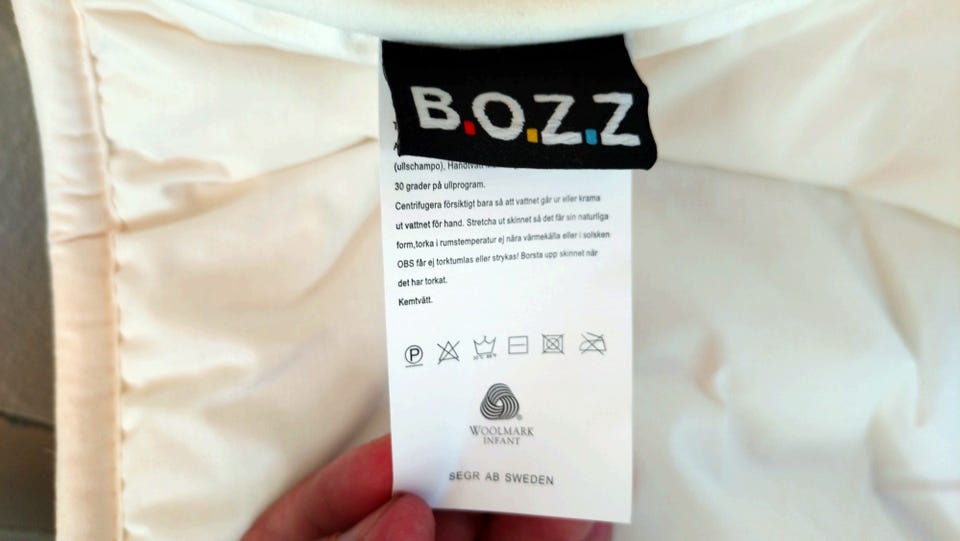 B.O.Z.Z
(ullschampo), Handtvätt
30 grader på ullprogram.
Centrifugera försiktigt bara så att vattnet går ur eller krama
ut vattnet för hand. Stretcha ut skinnet så det får sin naturliga
form,torka i rumstemperatur ej nära värmekälla eller i solsken
OBS får ej torktumlas eller strykas! Borsta upp skinnet när
det har torkat.
Kemtvätt.
P
WOOLMARK
INFANT
SEGR AB SWEDEN